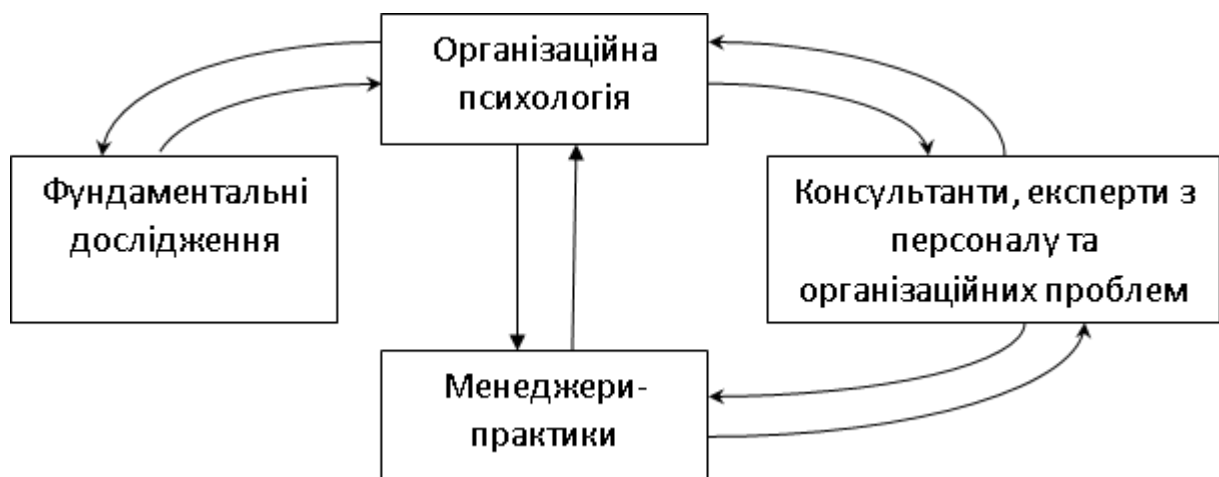 Організаційна
психологія
Фундаментальні
дослідження
Консультанти, експерти з
персоналу та
організаційних проблем
Менеджери-
практики